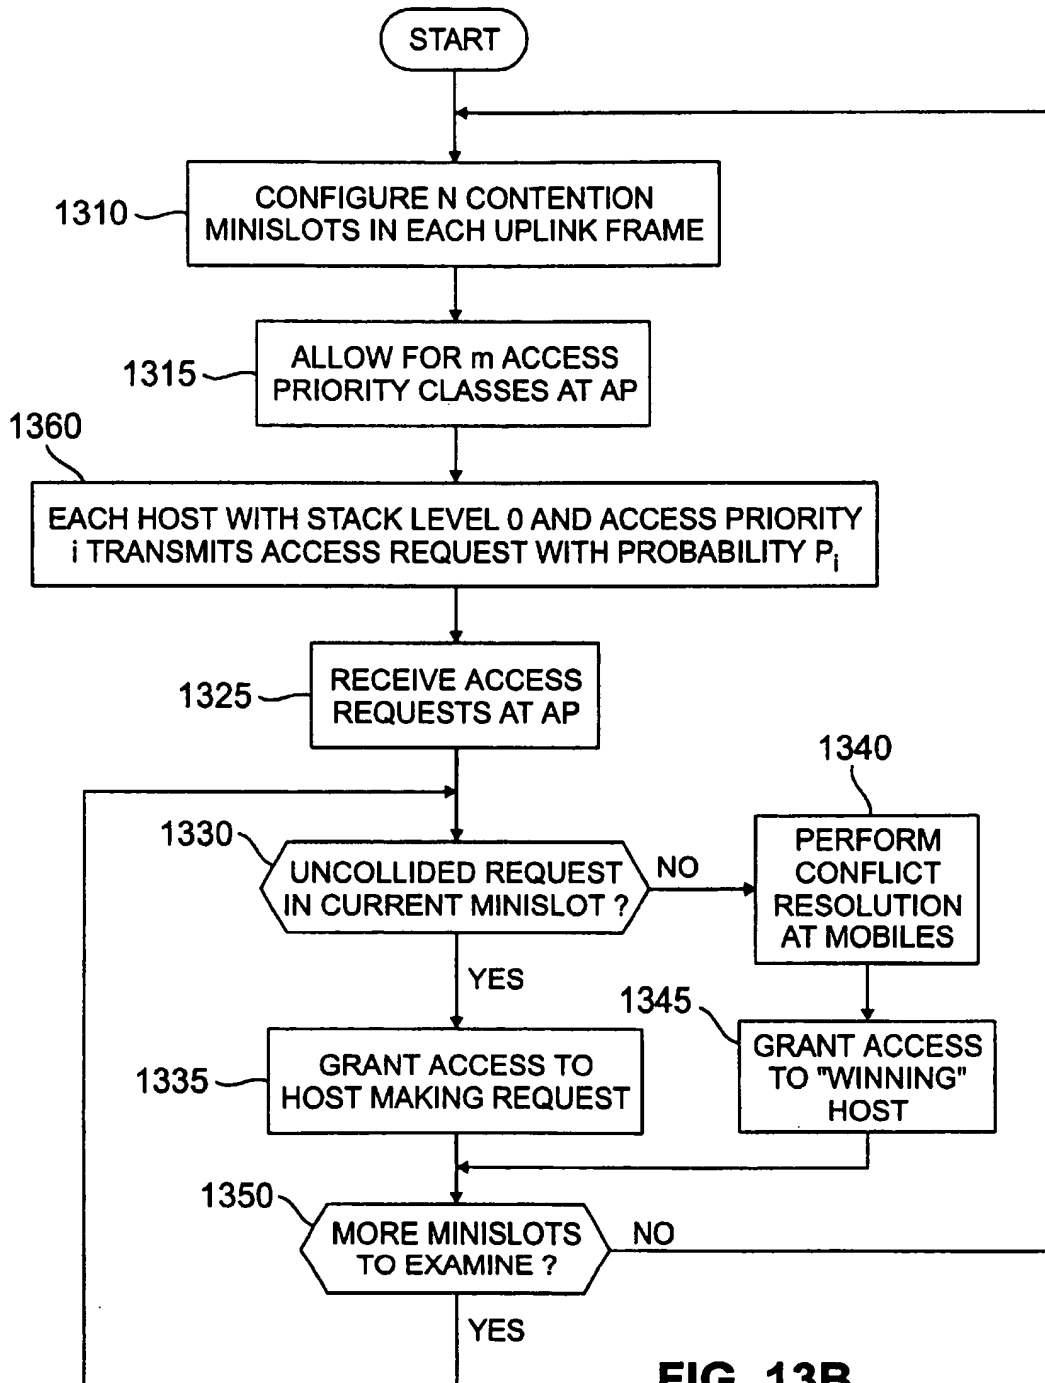 START
1310
CONFIGURE N CONTENTION
MINISLOTS IN EACH UPLINK FRAME
1315
ALLOW FOR m ACCESS
PRIORITY CLASSES AT AP
1360
EACH HOST WITH STACK LEVEL 0 AND ACCESS PRIORITY
i TRANSMITS ACCESS REQUEST WITH PROBABILITY Pi
1325
RECEIVE ACCESS
REQUESTS AT AP
1330
UNCOLLIDED REQUEST
IN CURRENT MINISLOT ?
NO
1340
PERFORM
CONFLICT
RESOLUTION
AT MOBILES
YES
1335
GRANT ACCESS TO
HOST MAKING REQUEST
1345
GRANT ACCESS
TO "WINNING"
HOST
1350
MORE MINISLOTS
TO EXAMINE ?
NO
YES
FIG. 13B